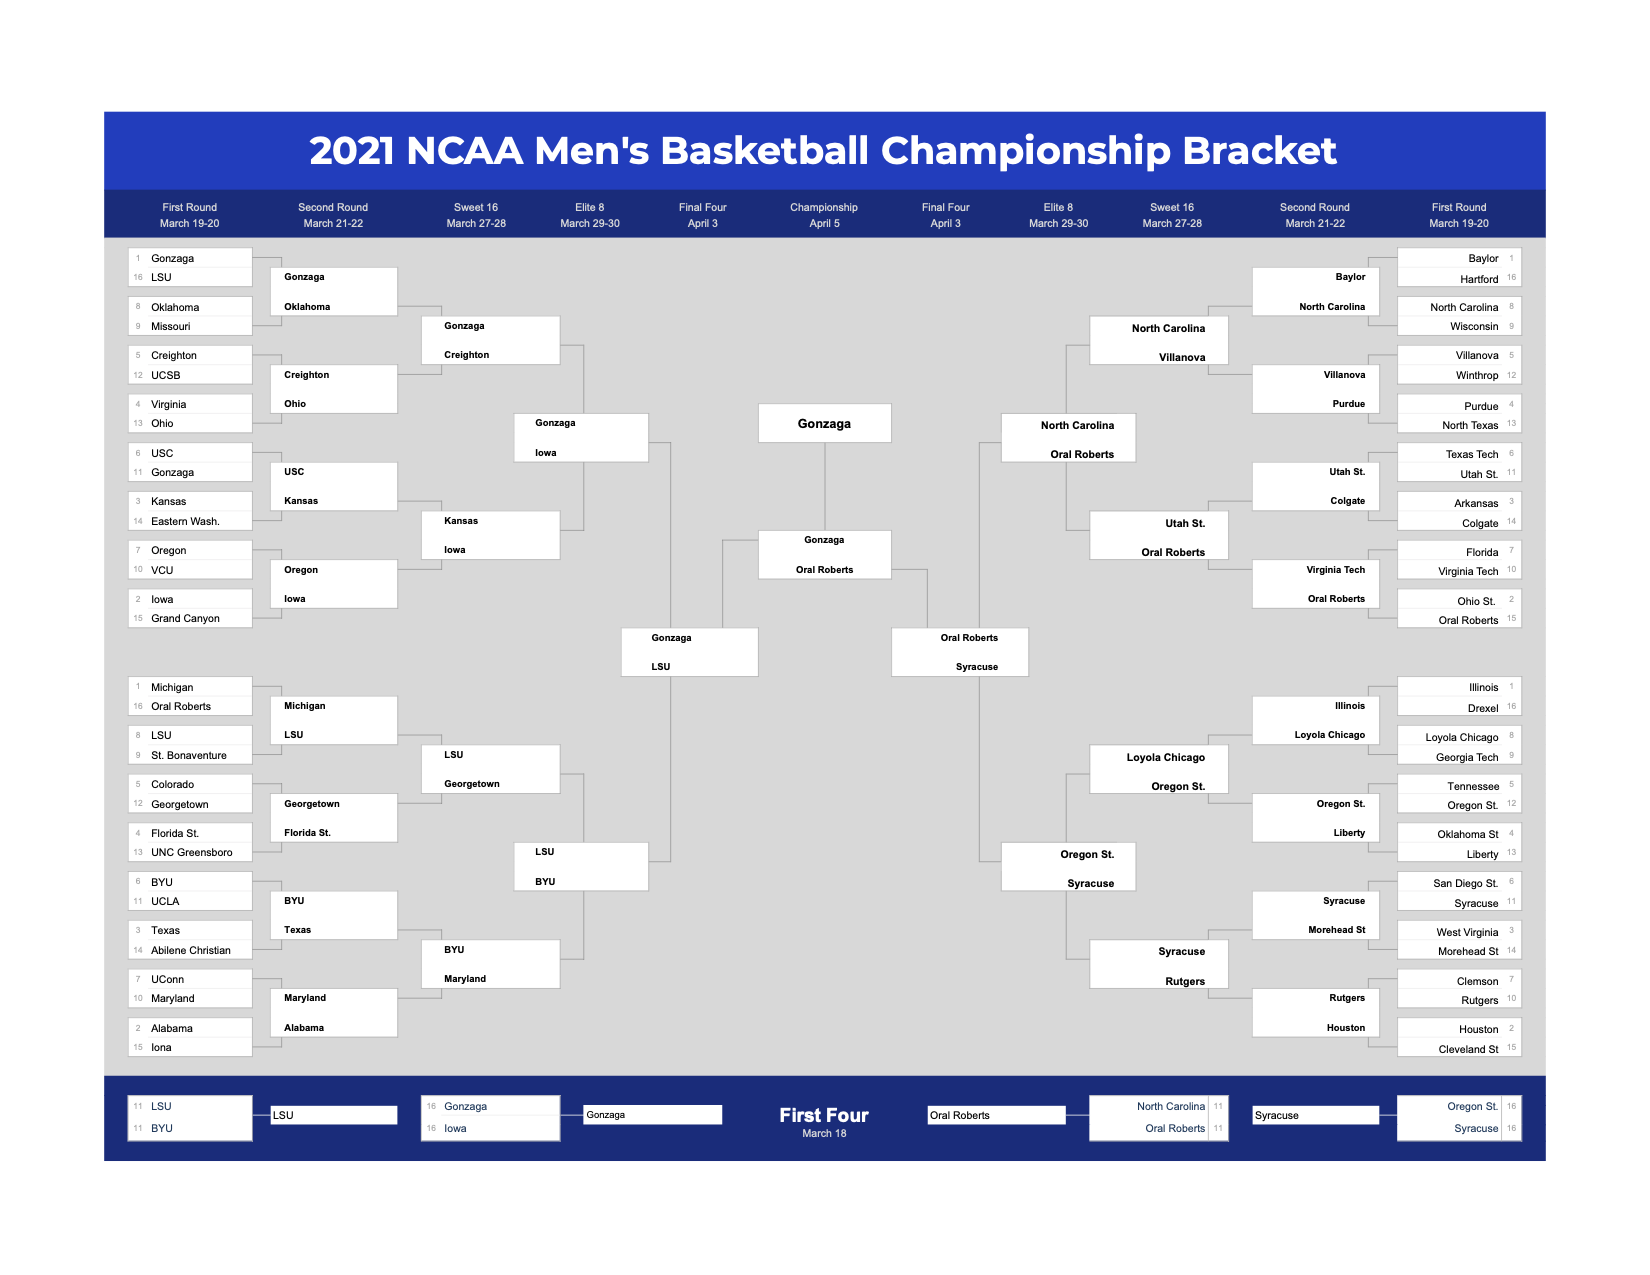 2021 NCAA Men's Basketball Championship Bracket
First Round Second Round Sweet 16 Elite 8 Final Four Championship Final Four Elite 8 Sweet 16 Second Round First Round
March 19-20 March 21-22 March 27-28 March 29-30 April 3 April 5 April 3 March 29-30 March 27-28 March 21-22 March 19-20
1 Gonzaga
16 LSU
8 Oklahoma
9 Missouri
5 Creighton
12 UCSB
4 Virginia
13 Ohio
6 USC
11 Gonzaga
3 Kansas
14 Eastern Wash.
7 Oregon
10 VCU
2 Iowa
15 Grand Canyon
1 Michigan
16 Oral Roberts
8 LSU
9 St. Bonaventure
5 Colorado
12 Georgetown
4 Florida St.
13 UNC Greensboro
6 BYU
11 UCLA
3 Texas
14 Abilene Christian
7 UConn
10 Maryland
2 Alabama
15 Iona
Gonzaga
Oklahoma
Creighton
Ohio
USC
Kansas
Oregon
Iowa
Michigan
LSU
Georgetown
Florida St.
BYU
Texas
Maryland
Alabama
Gonzaga
Creighton
Kansas
Iowa
LSU
Georgetown
BYU
Maryland
Gonzaga
Iowa
LSU
BYU
Gonzaga
LSU
Gonzaga
Gonzaga
Oral Roberts
Oral Roberts
Syracuse
North Carolina
Oral Roberts
Oregon St.
Syracuse
North Carolina
Villanova
Utah St.
Oral Roberts
Loyola Chicago
Oregon St.
Syracuse
Rutgers
Baylor
North Carolina
Villanova
Purdue
Utah St.
Colgate
Virginia Tech
Oral Roberts
Illinois
Loyola Chicago
Oregon St.
Liberty
Syracuse
Morehead St
Rutgers
Houston
Baylor 1
Hartford 16
North Carolina 8
Wisconsin 9
Villanova 5
Winthrop 12
Purdue 4
North Texas 13
Texas Tech 6
Utah St. 11
Arkansas 3
Colgate 14
Florida 7
Virginia Tech 10
Ohio St. 2
Oral Roberts 15
Illinois 1
Drexel 16
Loyola Chicago 8
Georgia Tech 9
Tennessee 5
Oregon St. 12
Oklahoma St 4
Liberty 13
San Diego St. 6
Syracuse 11
West Virginia 3
Morehead St 14
Clemson 7
Rutgers 10
Houston 2
Cleveland St 15
11 LSU
11 BYU
LSU
16 Gonzaga
16 Iowa
Gonzaga
First Four
March 18
Oral Roberts
North Carolina 11
Oral Roberts 11
Syracuse
Oregon St. 16
Syracuse 16